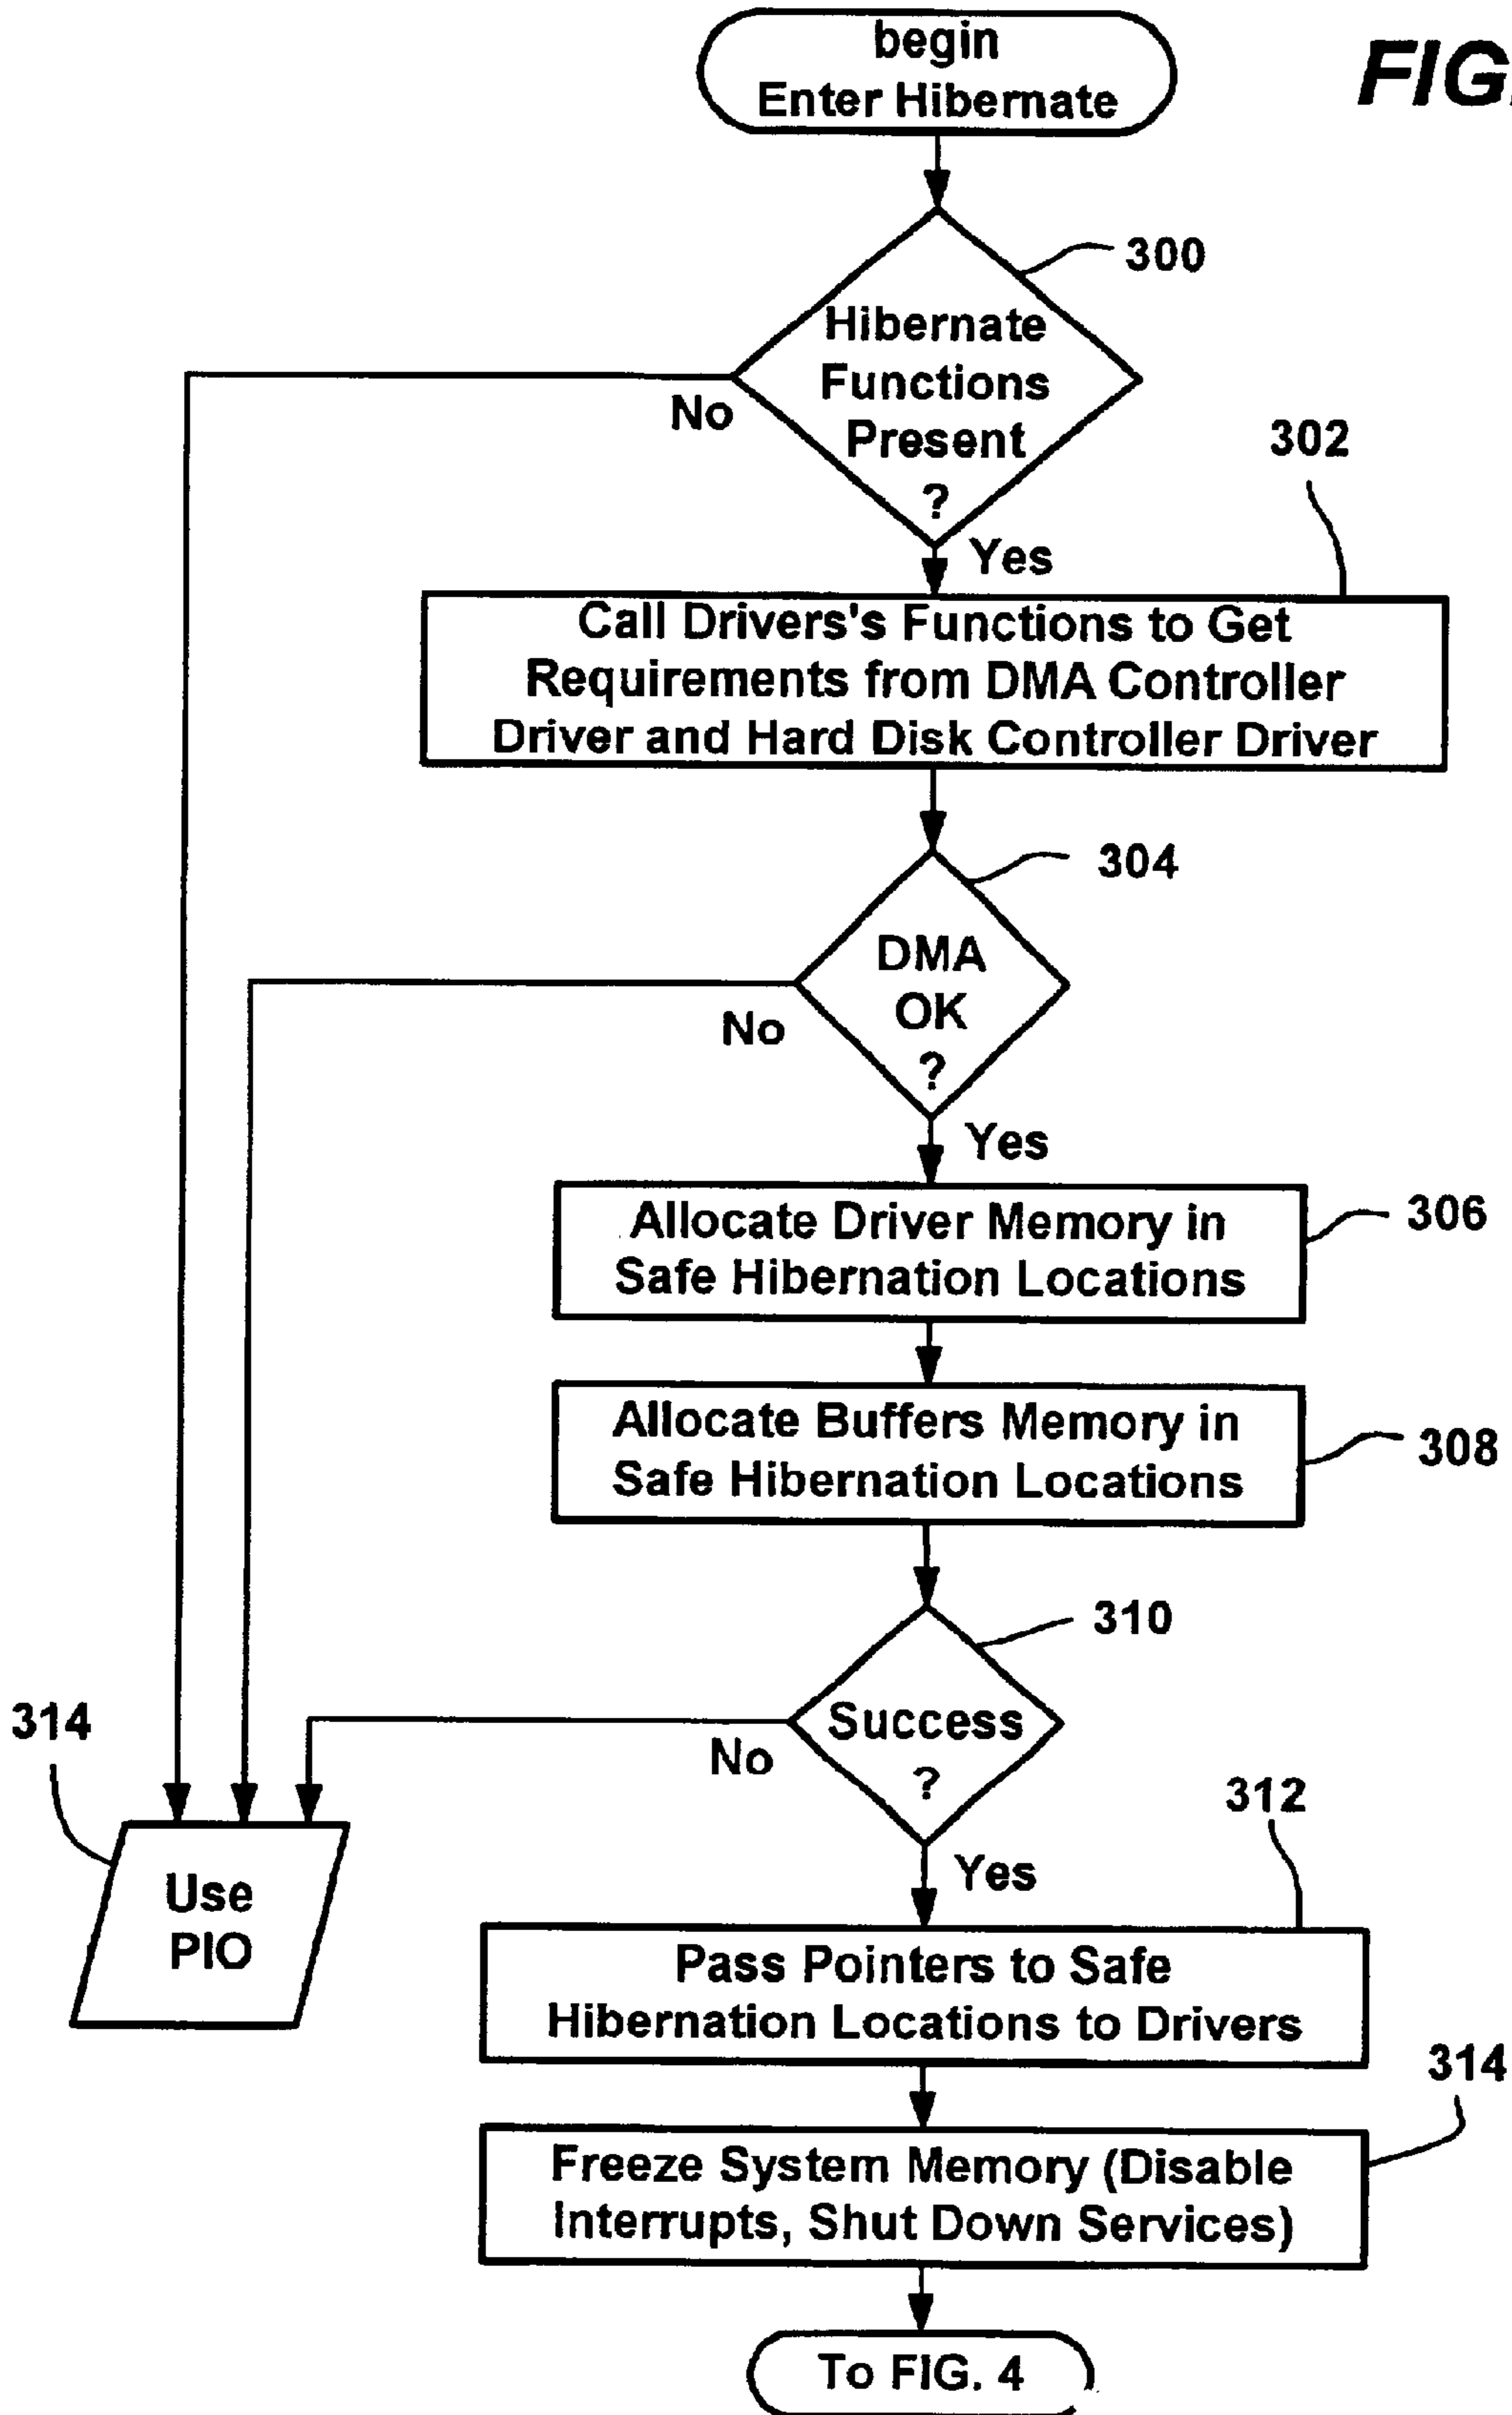 begin
Enter Hibernate
FIG.
300
Hibernate
Functions
Present
?
No
Yes
302
Call Drivers's Functions to Get
Requirements from DMA Controller
Driver and Hard Disk Controller Driver
304
DMA
OK
?
No
Yes
Allocate Driver Memory in
Safe Hibernation Locations
306
Allocate Buffers Memory in
Safe Hibernation Locations
308
310
Success
?
No
Yes
314
Use
PIO
312
Pass Pointers to Safe
Hibernation Locations to Drivers
314
Freeze System Memory (Disable
Interrupts, Shut Down Services)
To FIG. 4